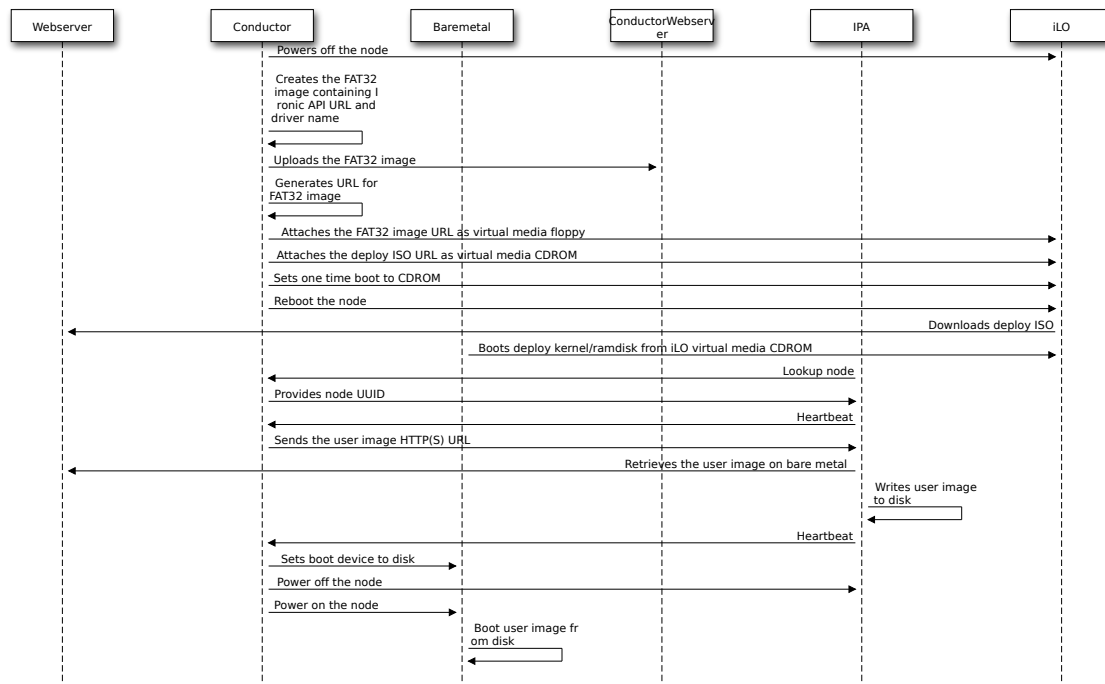 Webserver
Conductor
Baremetal
ConductorWebserv
er
IPA
iLO
Powers off the node
Creates the FAT32
image containing I
ronic API URL and
driver name
Uploads the FAT32 image
Generates URL for
FAT32 image
Attaches the FAT32 image URL as virtual media floppy
Attaches the deploy ISO URL as virtual media CDROM
Sets one time boot to CDROM
Reboot the node
Downloads deploy ISO
Boots deploy kernel/ramdisk from iLO virtual media CDROM
Lookup node
Provides node UUID
Heartbeat
Sends the user image HTTP(S) URL
Retrieves the user image on bare metal
Writes user image
to disk
Heartbeat
Sets boot device to disk
Power off the node
Power on the node
Boot user image fr
om disk